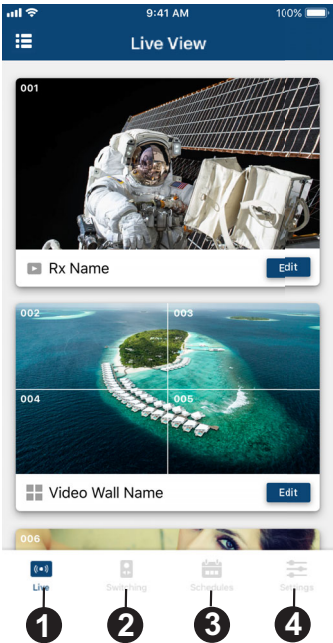 9:41 AM
100%
Live View
001
Rx Name
Edit
002
003
004
005
Video Wall Name
Edit
006
Live
Switching
Schedules
Settings
1
2
3
4